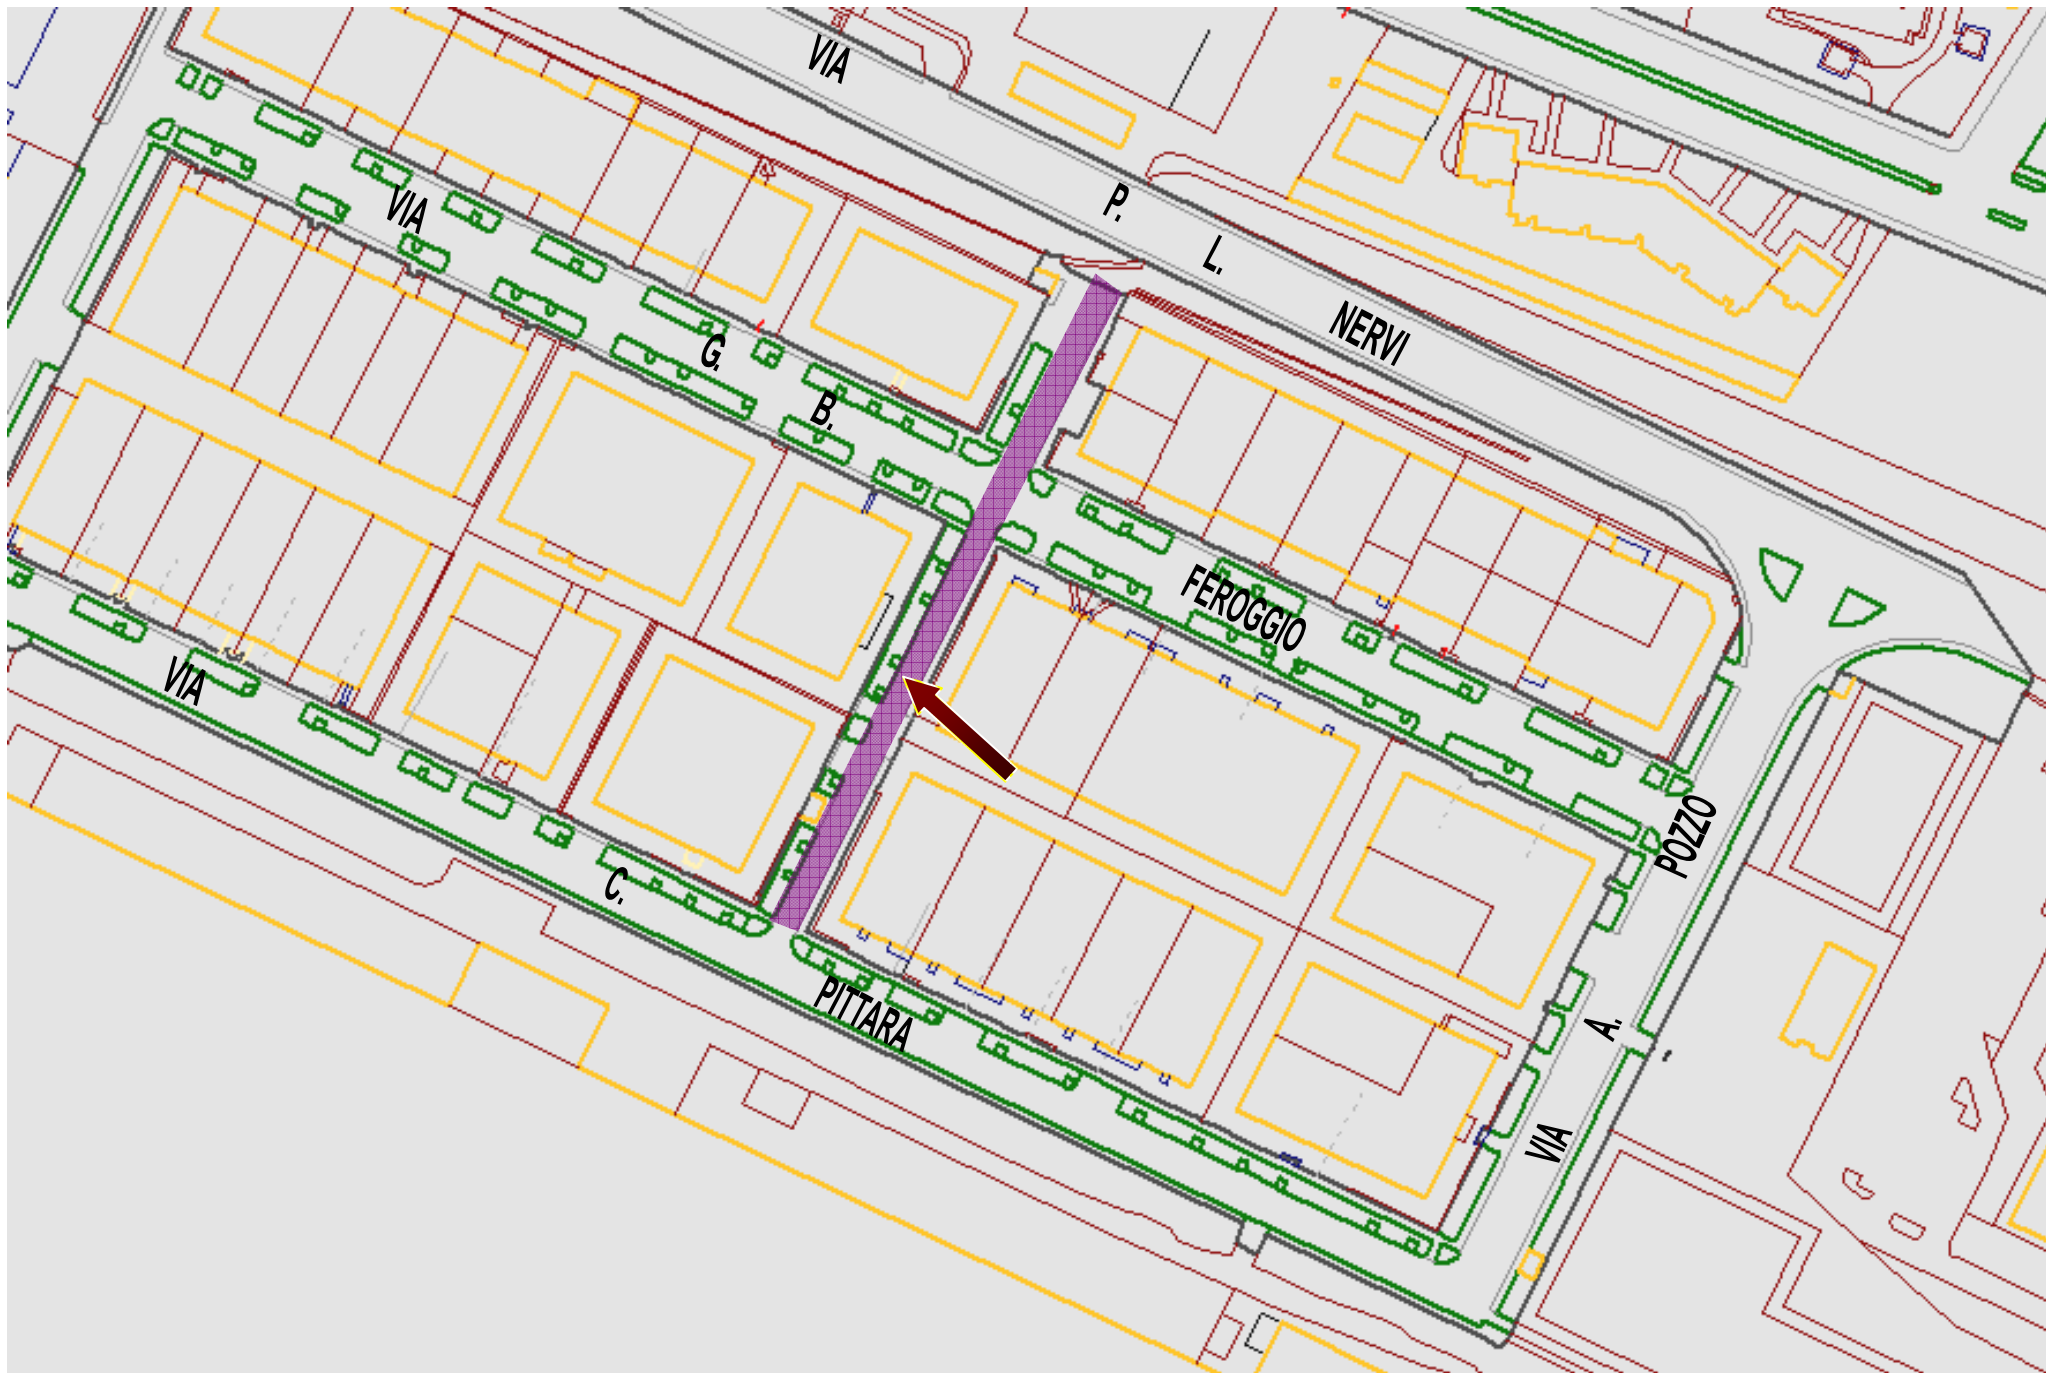 VIA
P.
L.
NERVI
VIA
G.
B.
FEROGGIO
VIA
C.
PITTARA
VIA
A.
POZZO